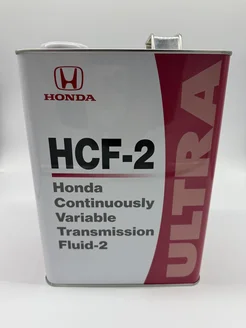 HONDA
HCF-2
Honda
Continuously
Variable
Transmission
Fluid-2
ULTRA